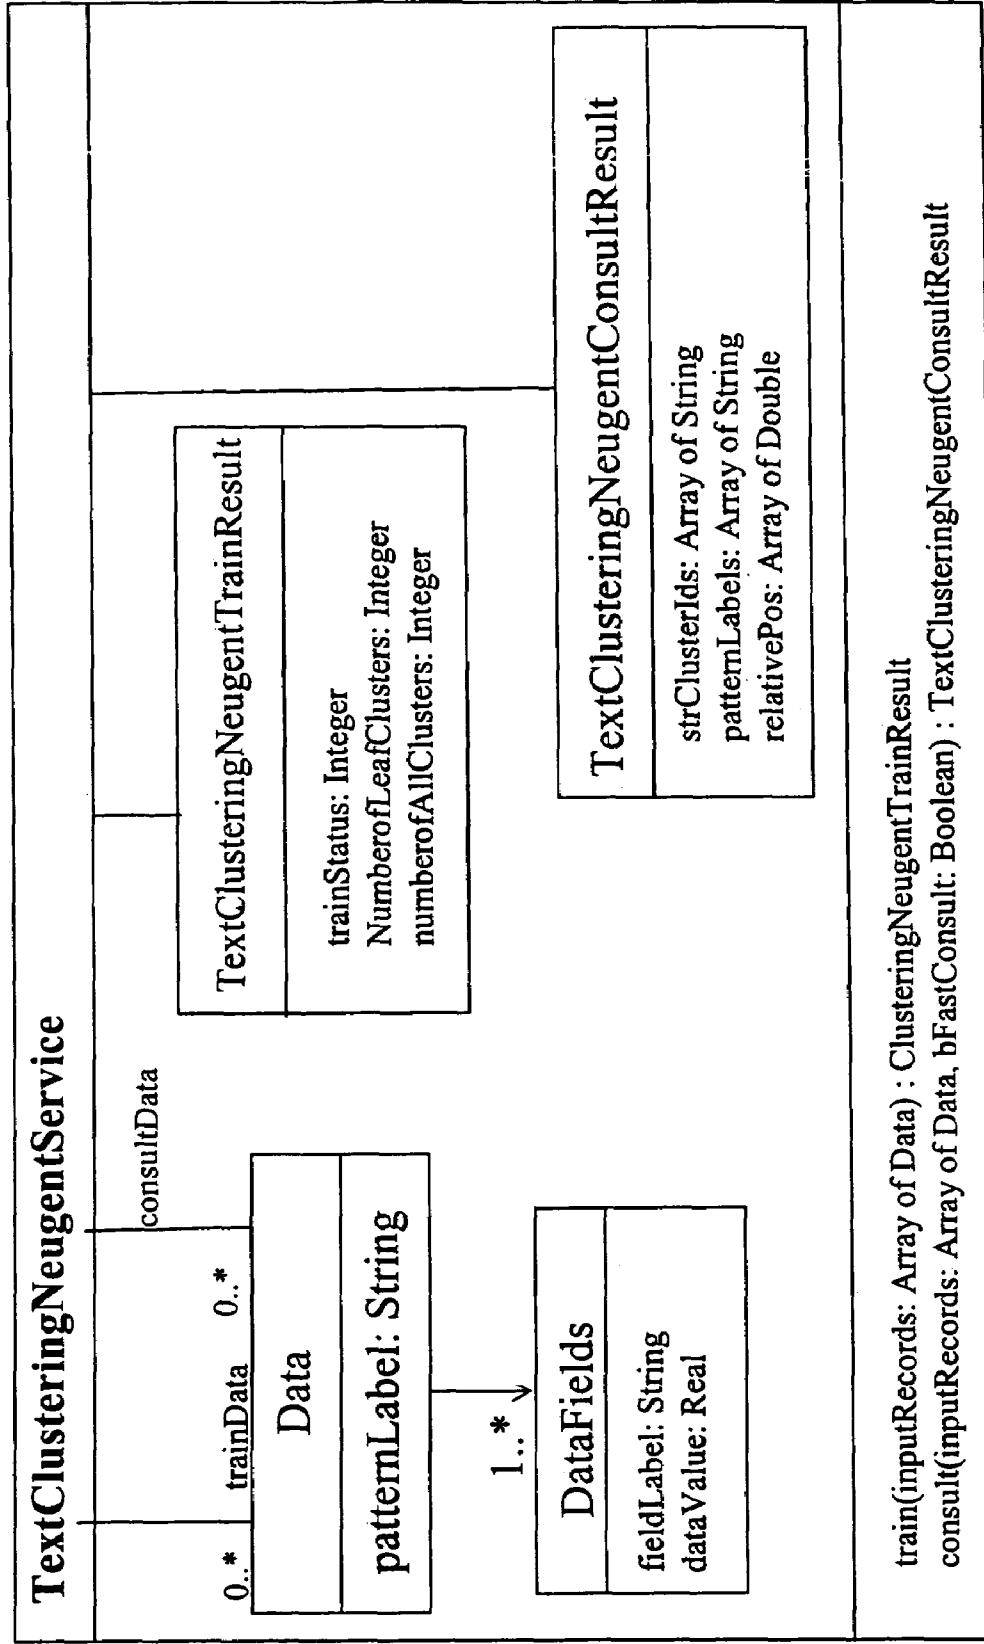 TextClusteringNeugentService
consultData
0..*
trainData
0..*
Data
patternLabel: String
1..*
DataFields
fieldLabel: String
dataValue: Real
TextClusteringNeugentTrainResult
trainStatus: Integer
NumberofLeafClusters: Integer
numberofAllClusters: Integer
TextClusteringNeugentConsultResult
strClusterIds: Array of String
patternLabels: Array of String
relativePos: Array of Double
train(inputRecords: Array of Data) : ClusteringNeugentTrainResult
consult(inputRecords: Array of Data, bFastConsult: Boolean) : TextClusteringNeugentConsultResult